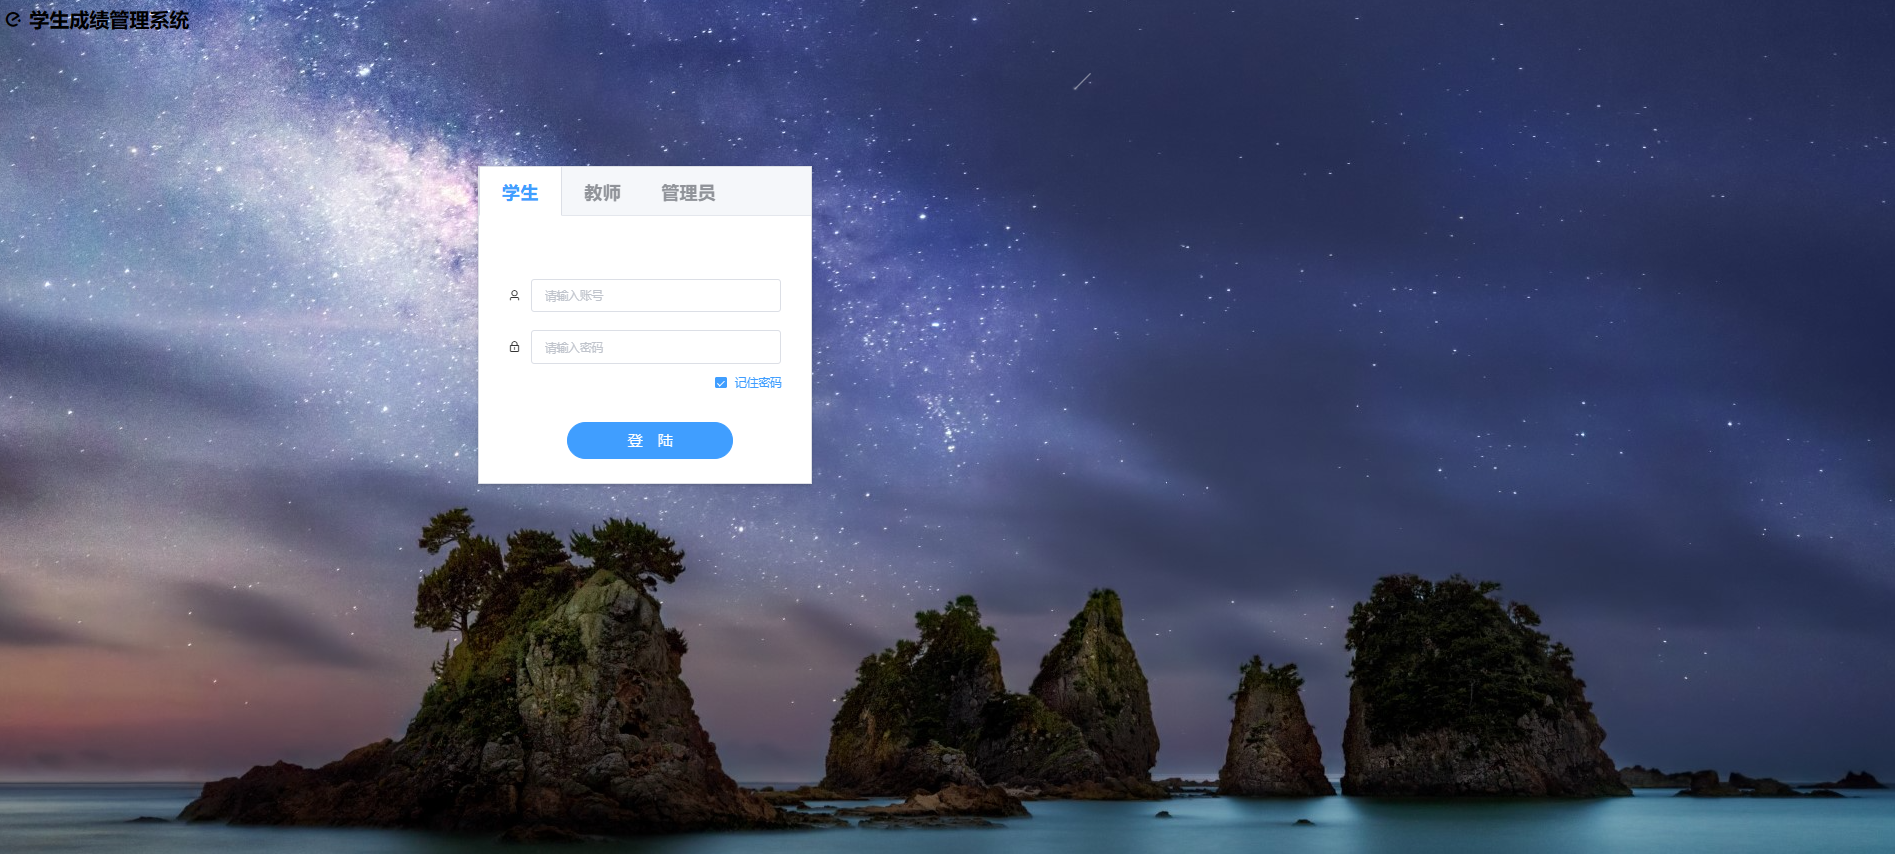 学生成绩管理系统
学生 教师 管理员
请输入账号
请输入密码
记住密码
登 陆